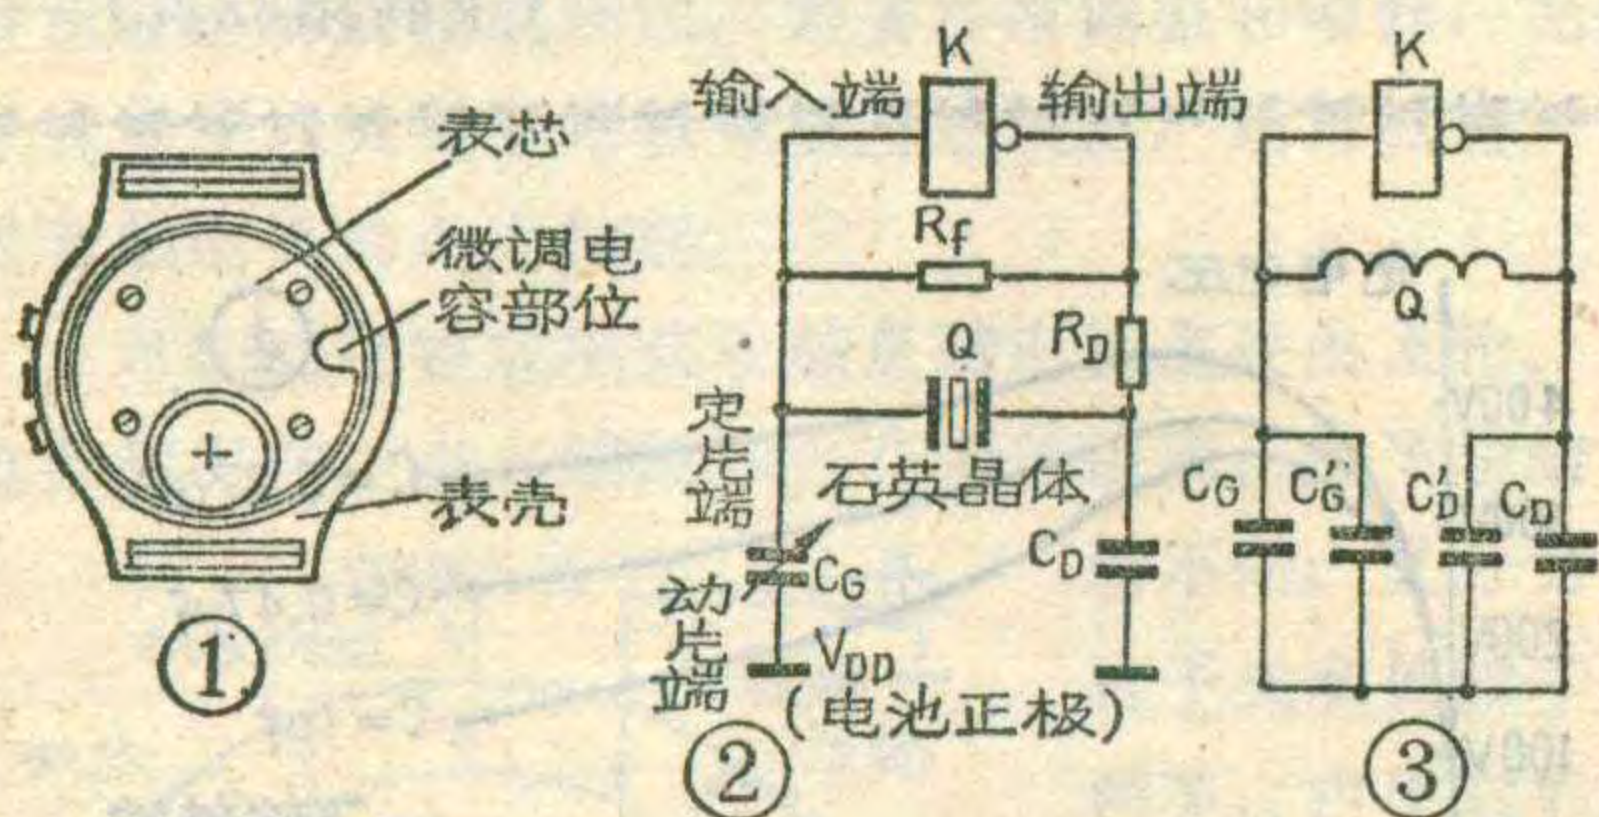 表芯
微调电
容部位
表壳
+
①
K
输入端
输出端
Rf
Q
RD
定片端
石英晶体
CG
CD
动片端
VDD
(电池正极)
②
K
Q
CG
C'G
C'D
CD
③